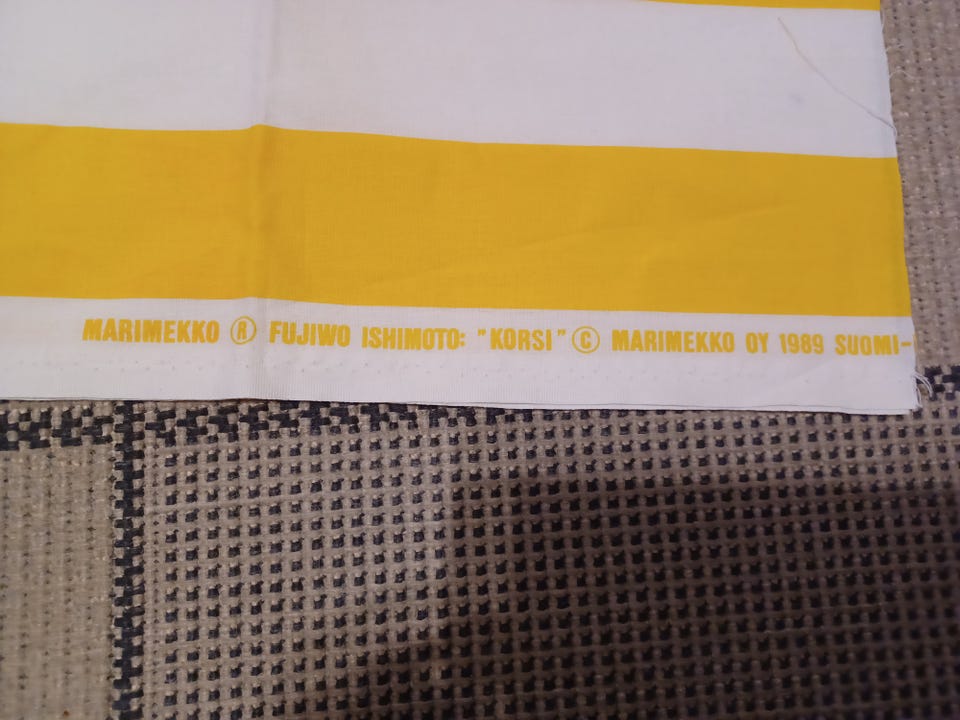 MARIMEKKO ® FUJIWO ISHIMOTO: "KORSI" © MARIMEKKO OY 1989 SUOMI-